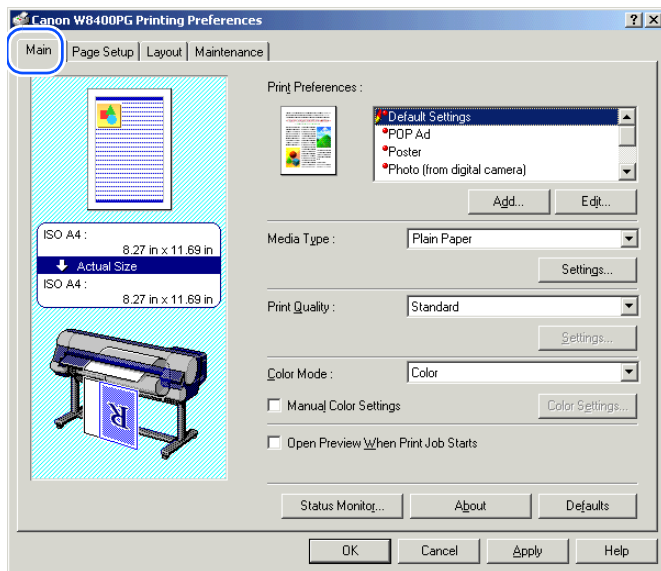 Canon W8400PG Printing Preferences
Main
Page Setup
Layout
Maintenance
Print Preferences :
Default Settings
POP Ad
Poster
Photo (from digital camera)
Add...
Edit...
ISO A4 :
8.27 in x 11.69 in
Actual Size
ISO A4 :
8.27 in x 11.69 in
Media Type :
Plain Paper
Settings...
Print Quality :
Standard
Settings...
Color Mode :
Color
Manual Color Settings
Color Settings...
Open Preview When Print Job Starts
Status Monitor...
About
Defaults
OK
Cancel
Apply
Help
R